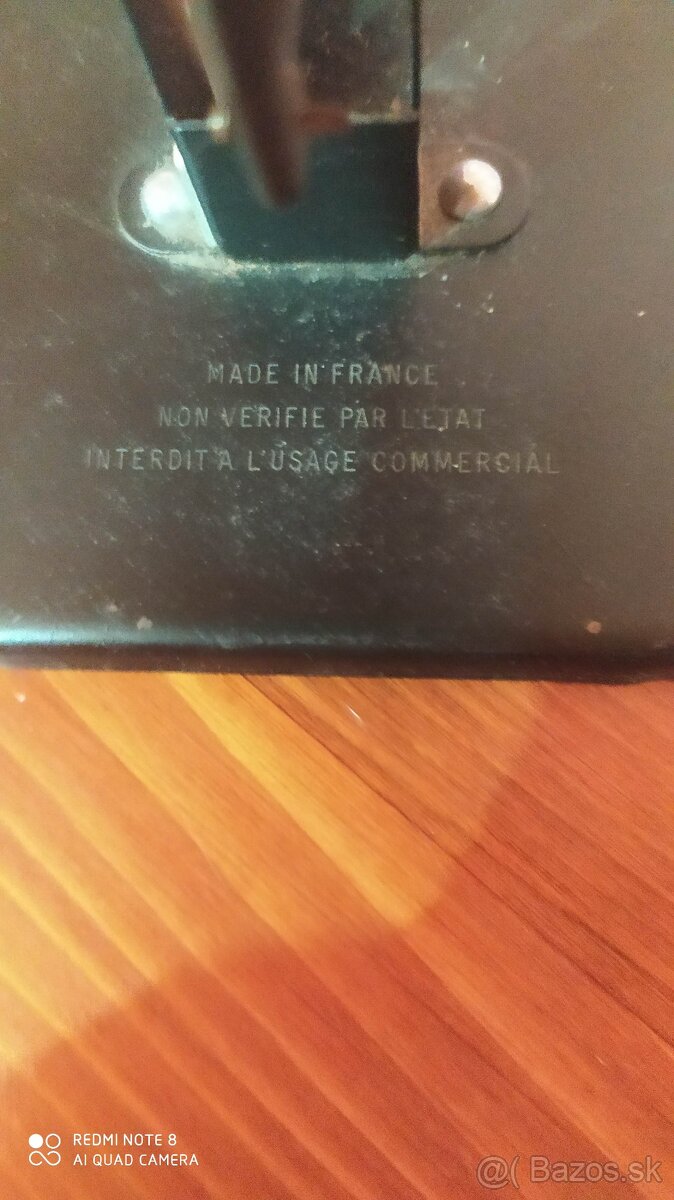 MADE IN FRANCE
NON VERIFIE PAR L'ETAT
INTERDIT A L'USAGE COMMERCIAL
REDMI NOTE 8
AI QUAD CAMERA
@( Bazos.sk